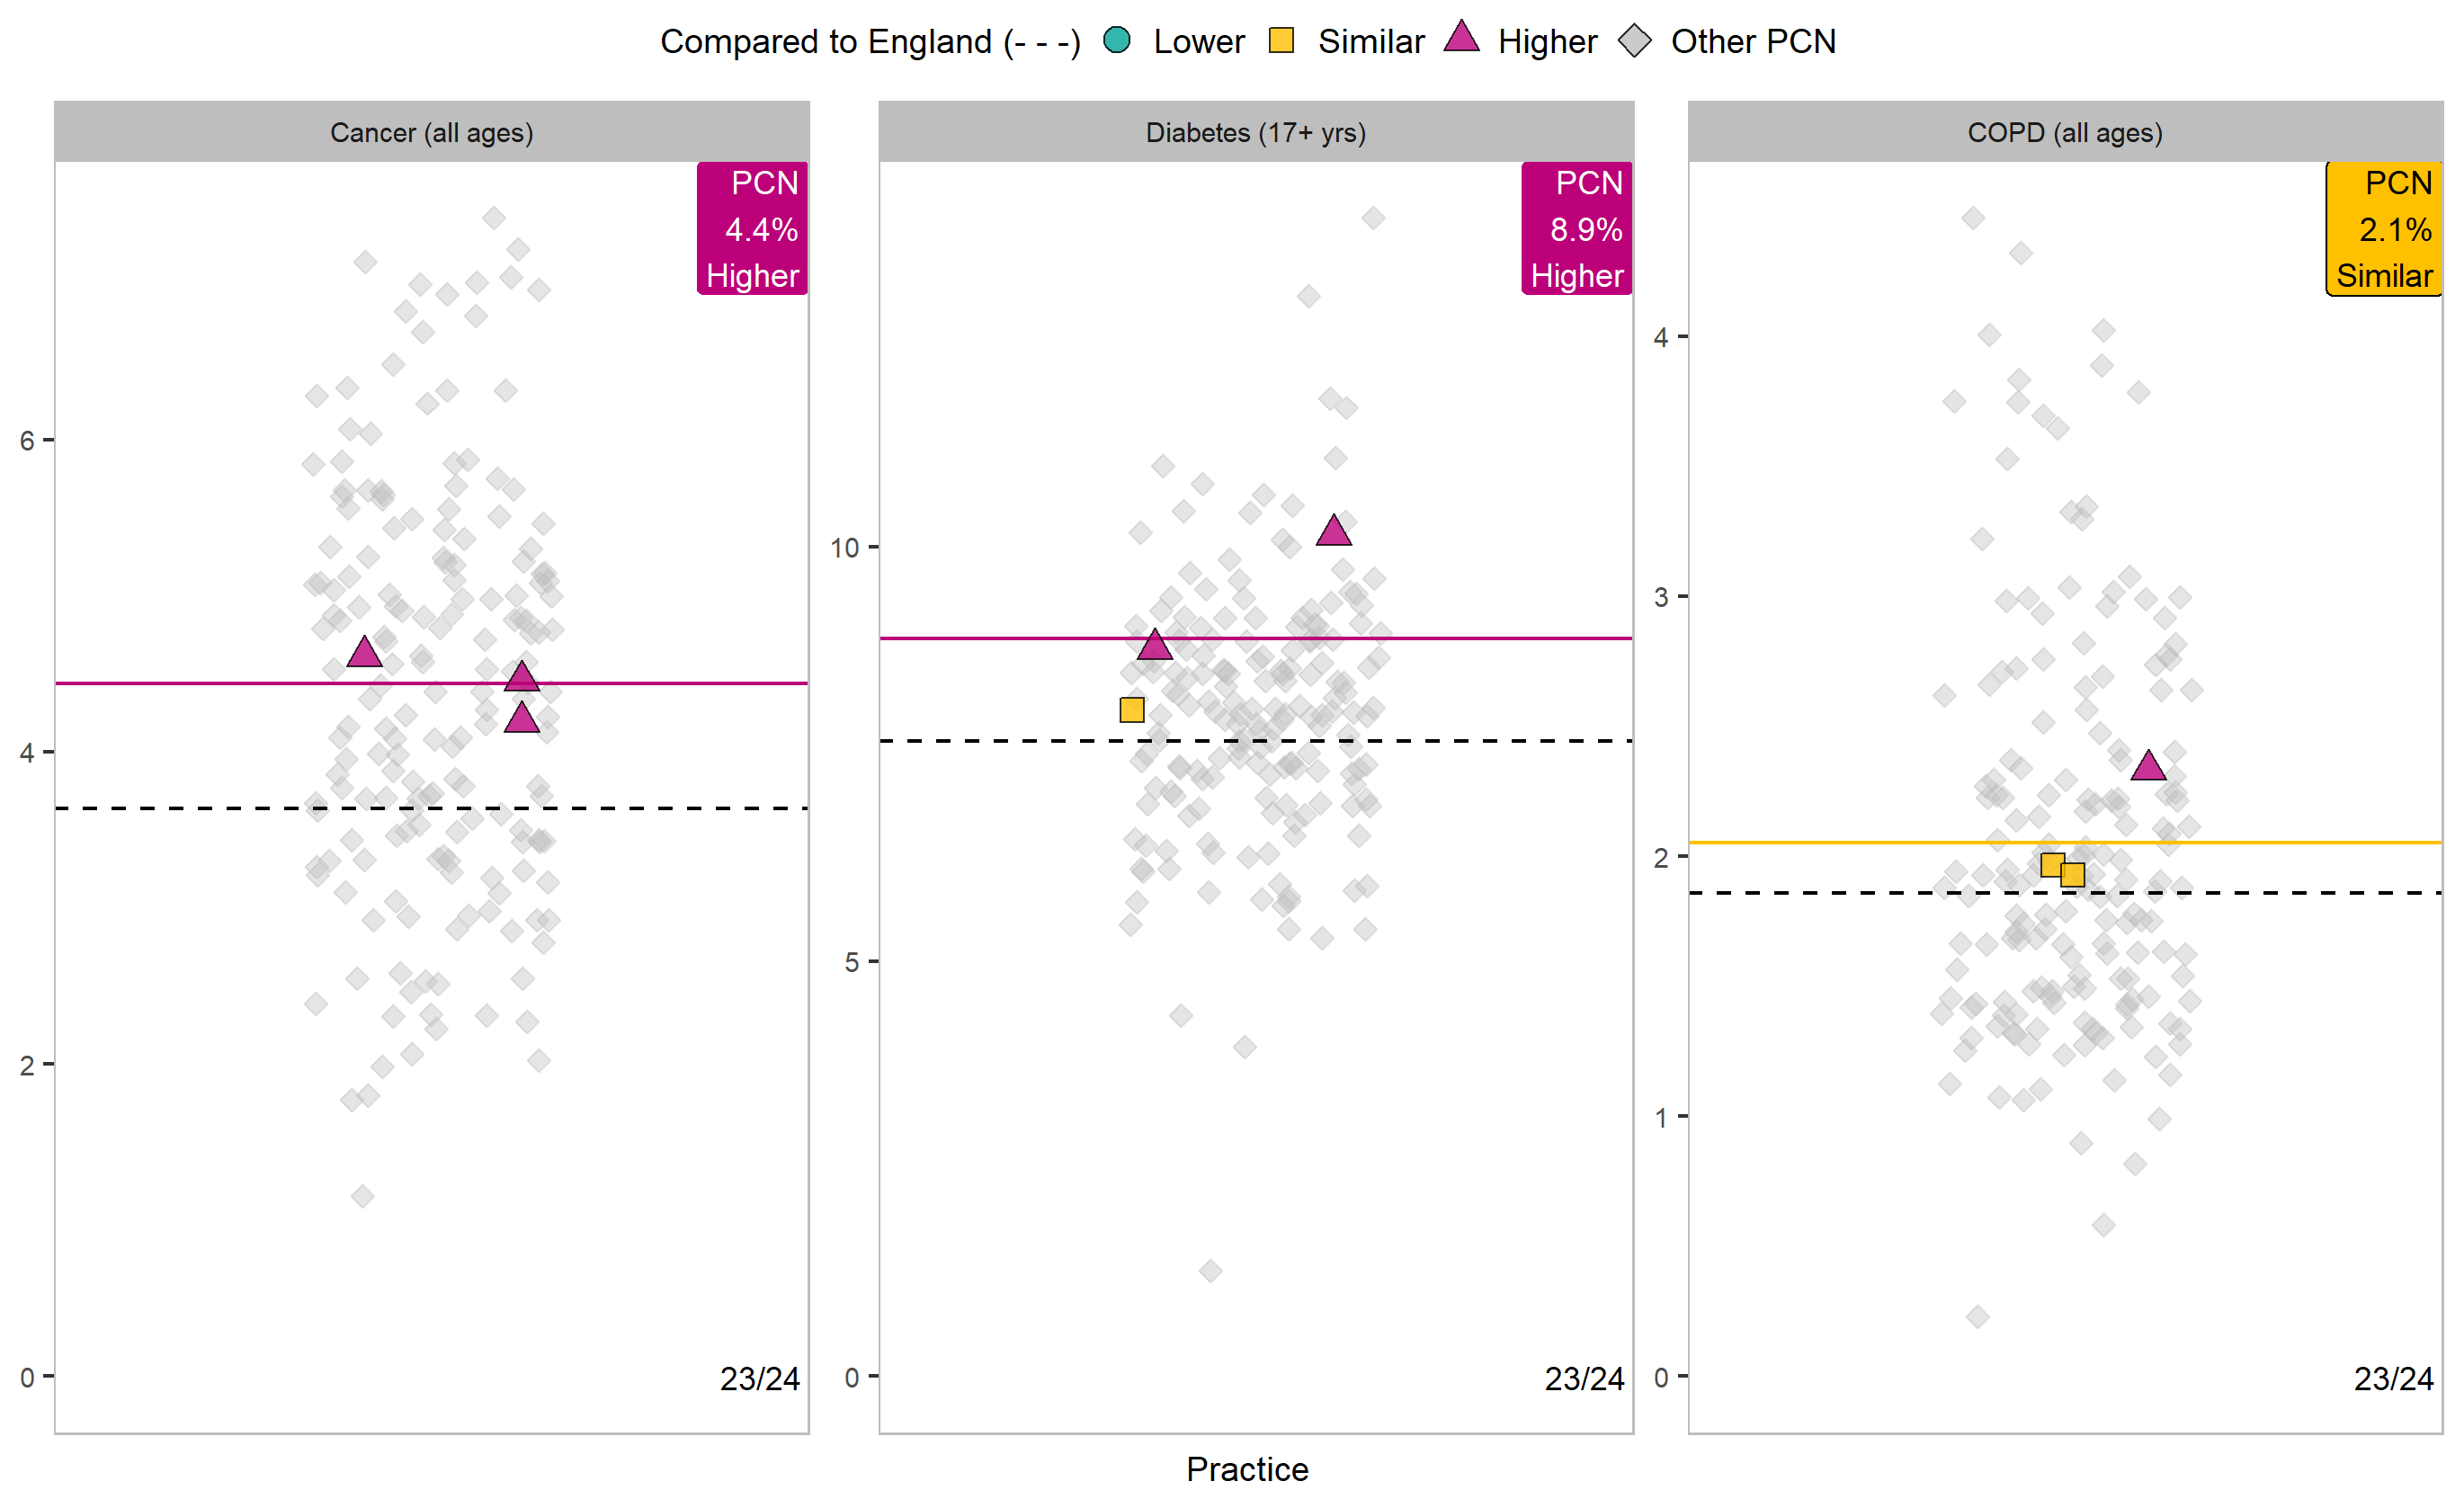 Compared to England (- - -) Lower Similar Higher Other PCN
Cancer (all ages)
PCN
4.4%
Higher
6
4
2
0
23/24
Diabetes (17+ yrs)
PCN
8.9%
Higher
10
5
0
23/24
COPD (all ages)
PCN
2.1%
Similar
4
3
2
1
0
23/24
Practice